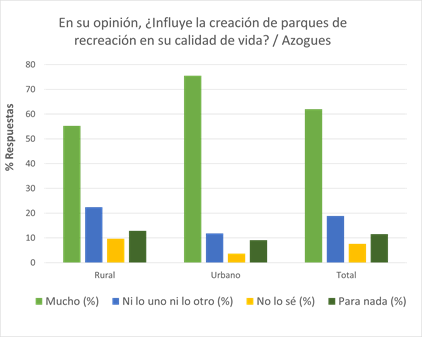 En su opinión, ¿Influye la creación de parques de
recreación en su calidad de vida? / Azogues
% Respuestas
80
70
60
50
40
30
20
10
0
Rural
Urbano
Total
Mucho (%)
Ni lo uno ni lo otro (%)
No lo sé (%)
Para nada (%)